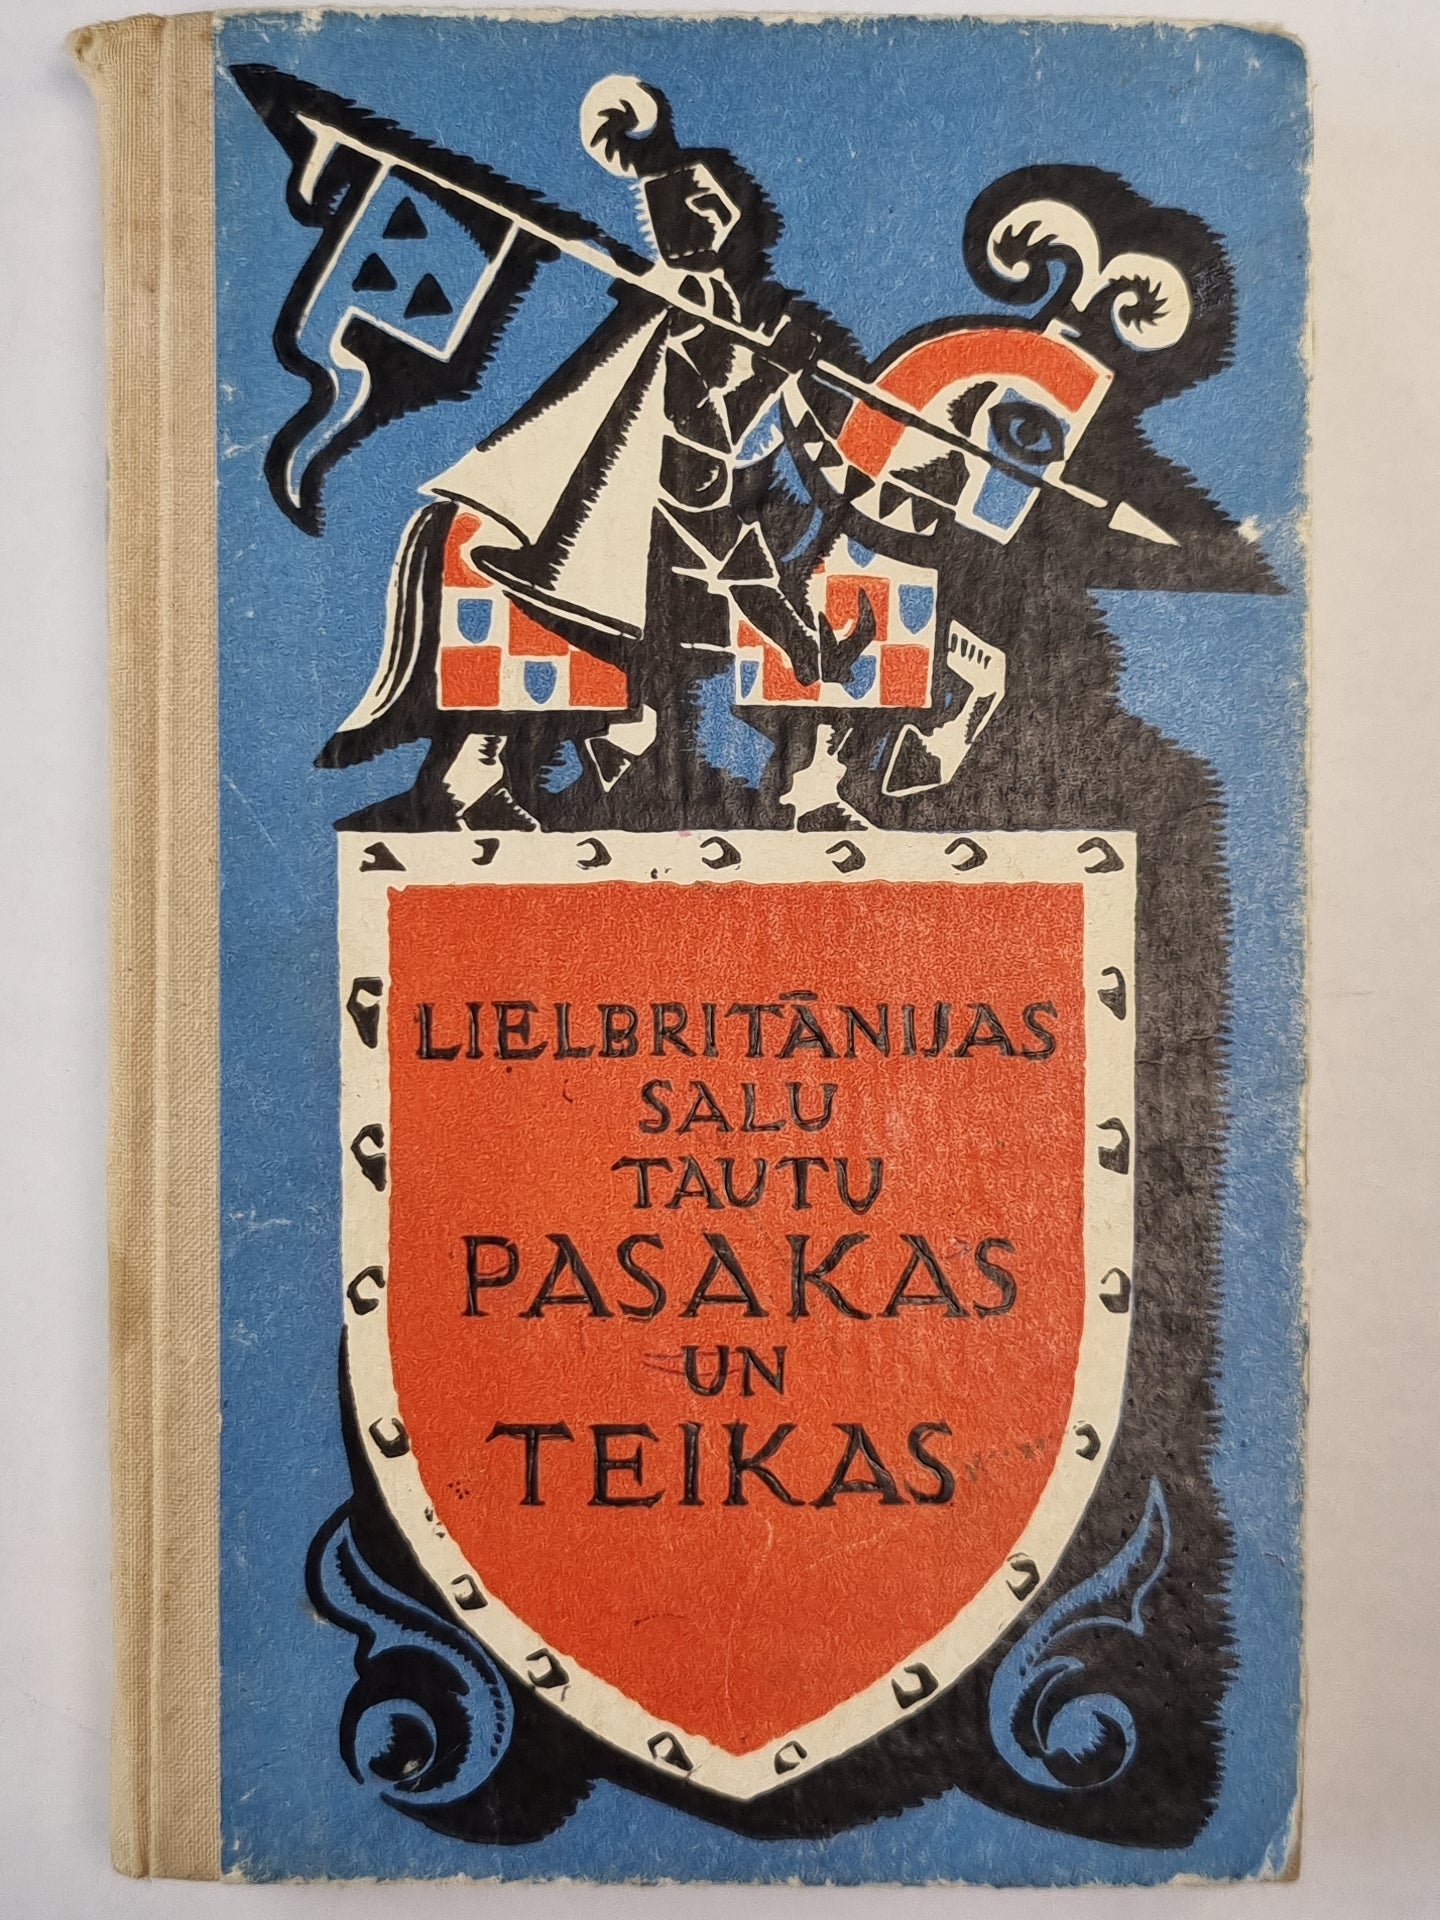 LIELBRITĀNIJAS
SALU
TAUTU
PASAKAS
UN
TEIKAS